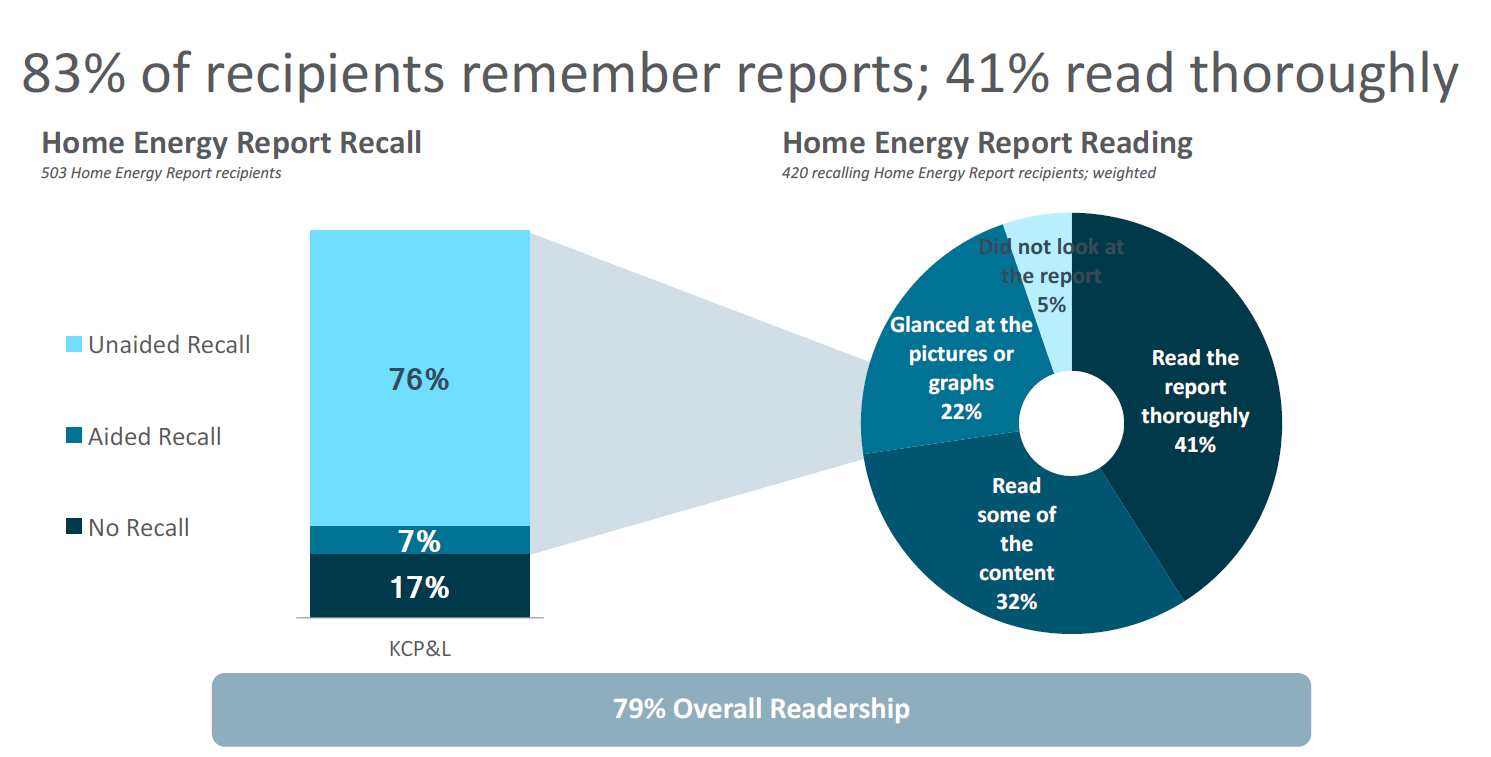 83% of recipients remember reports; 41% read thoroughly
Home Energy Report Recall
503 Home Energy Report recipients
Unaided Recall
Aided Recall
No Recall
76%
7%
17%
KCP&L
Home Energy Report Reading
420 recalling Home Energy Report recipients; weighted
Did not look at
the report
5%
Glanced at the
pictures or
graphs
22%
Read the
report
thoroughly
41%
Read
some of
the
content
32%
79% Overall Readership